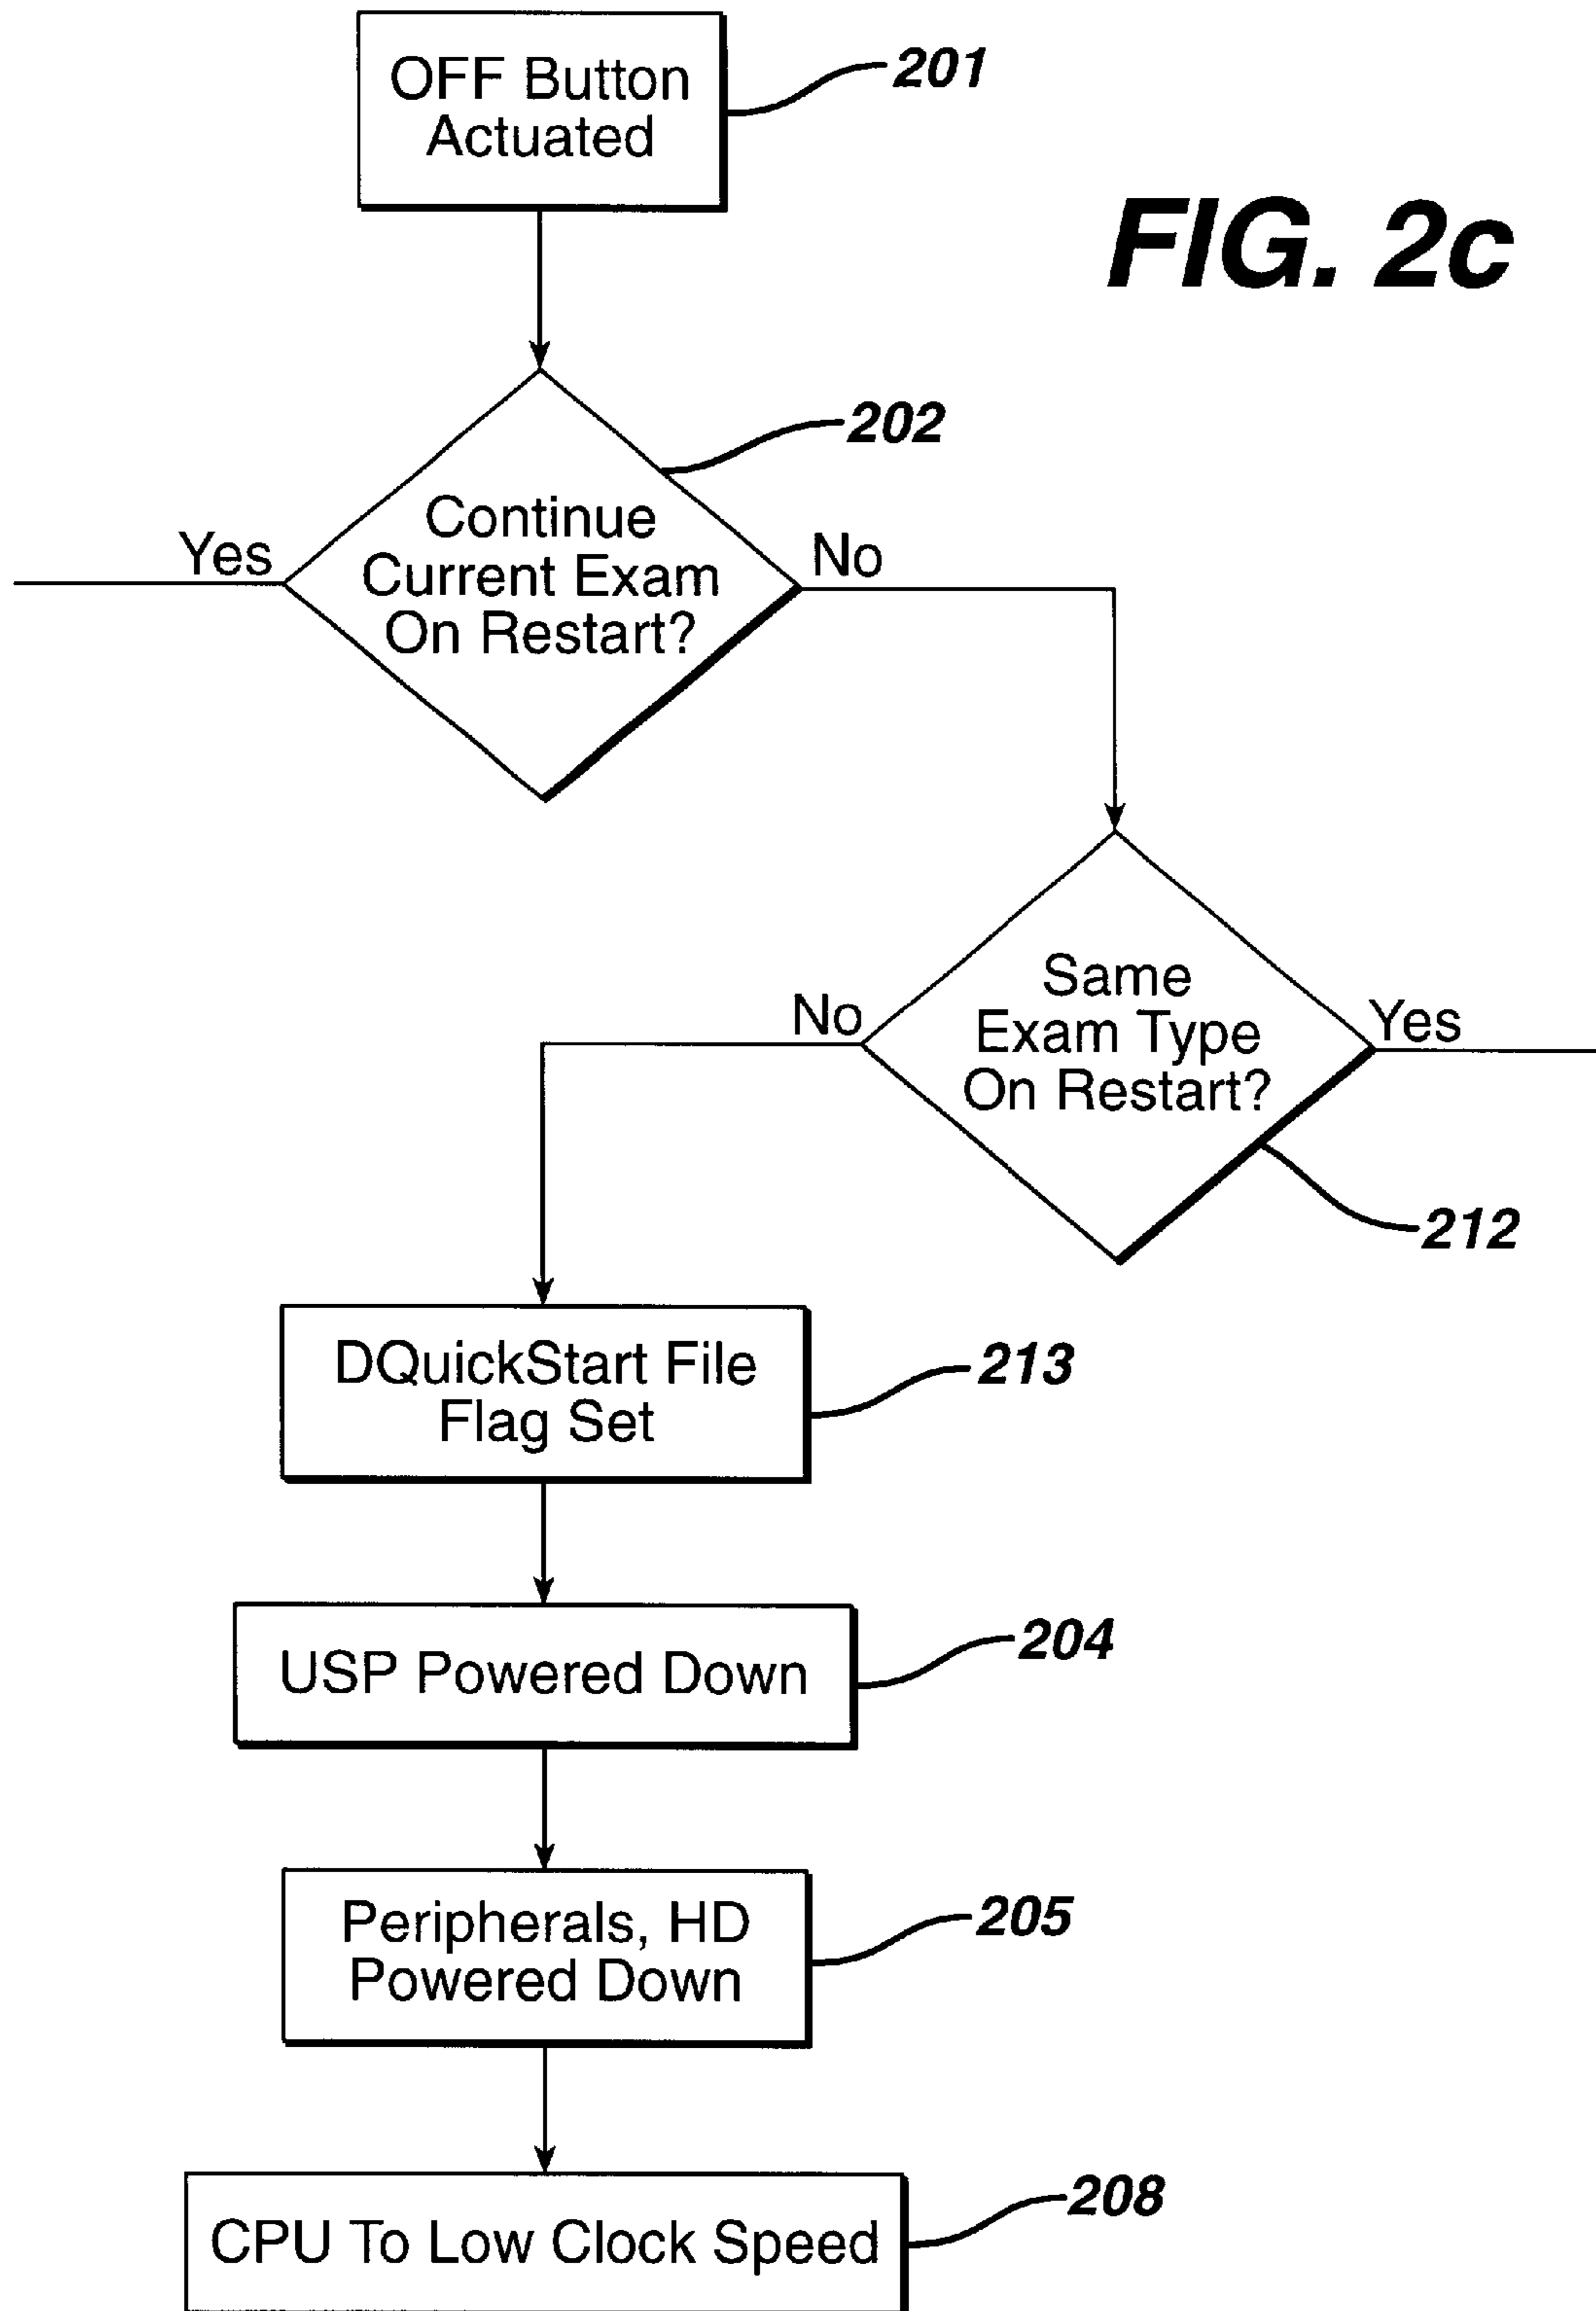 OFF Button
Actuated
201
FIG. 2c
202
Continue
Current Exam
On Restart?
Yes
No
Same
Exam Type
On Restart?
No
Yes
212
DQuickStart File
Flag Set
213
USP Powered Down
204
Peripherals, HD
Powered Down
205
CPU To Low Clock Speed
208